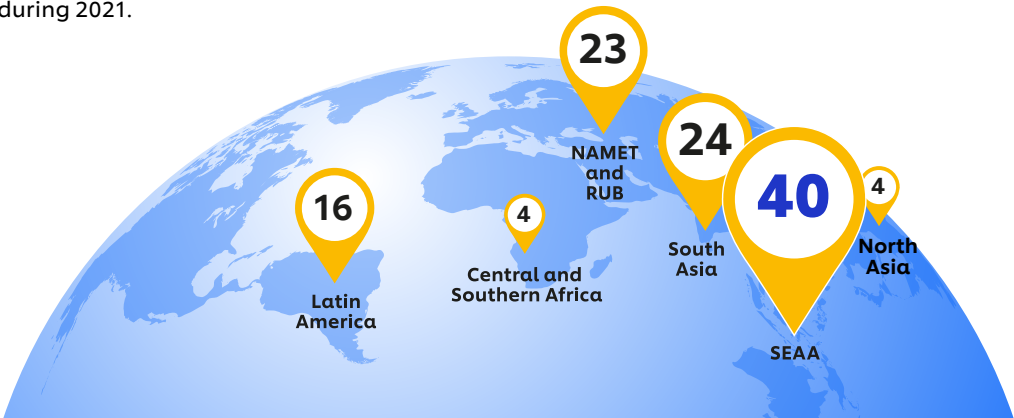 during 2021.
23
NAMET
and
RUB
24
South
Asia
40
SEAA
4
North
Asia
16
Latin
America
4
Central and
Southern Africa